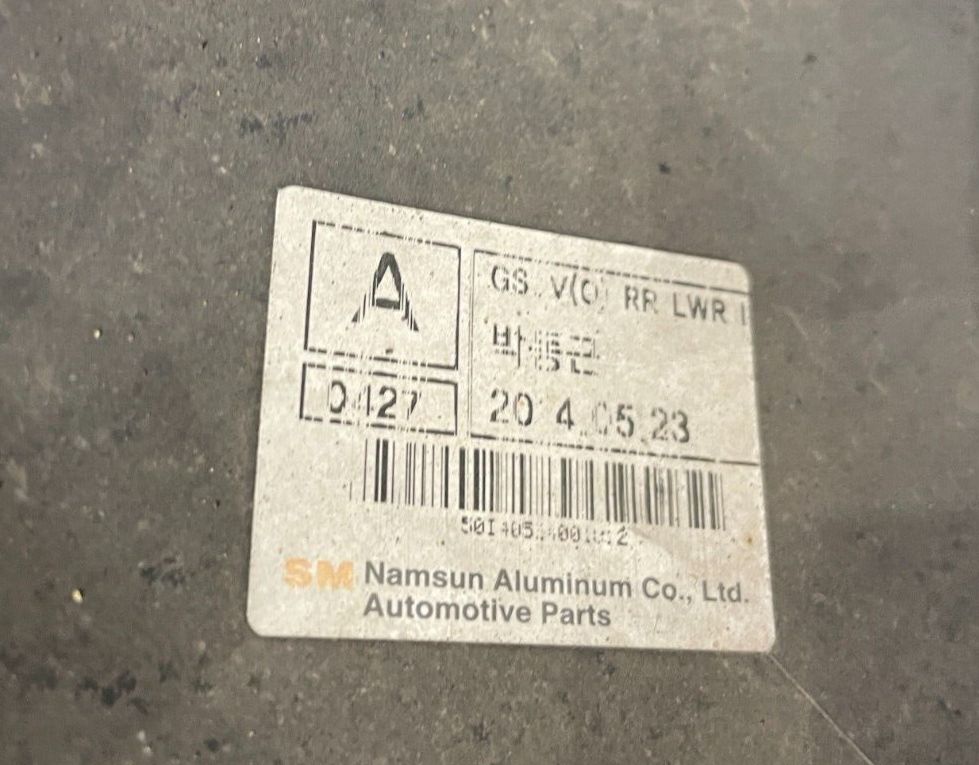 A
GS V(O) RR LWR
0427
20 4.05.23
SM Namsun Aluminum Co., Ltd.
Automotive Parts